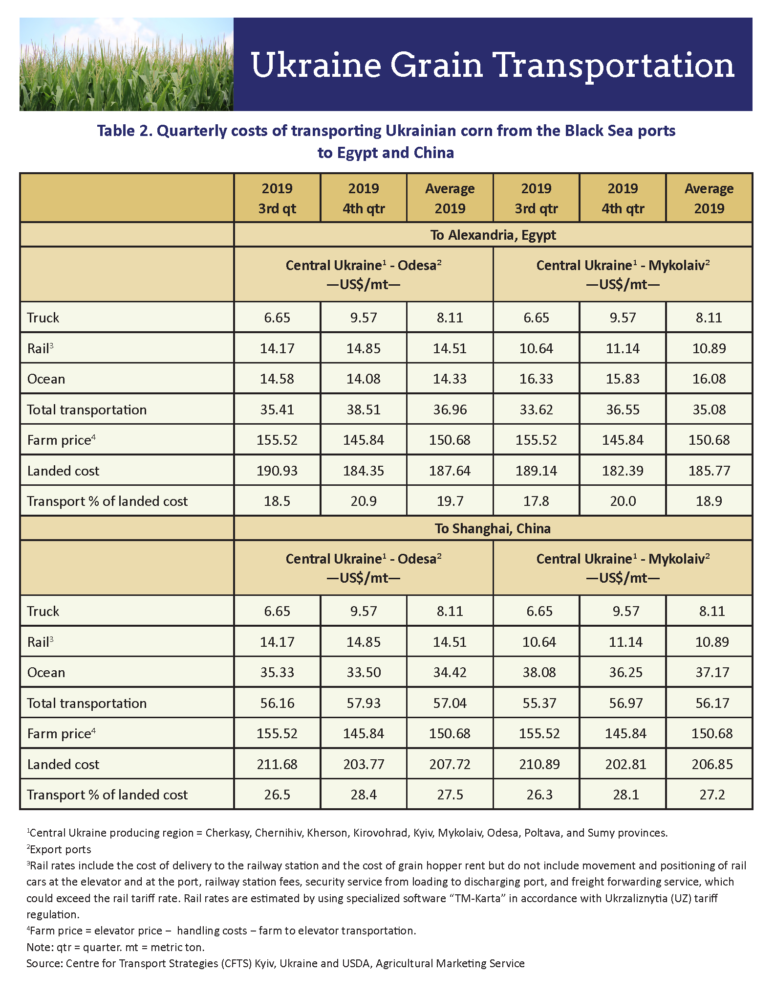 Ukraine Grain Transportation
Table 2. Quarterly costs of transporting Ukrainian corn from the Black Sea ports
to Egypt and China
2019 3rd qt 2019 4th qtr Average 2019 2019 3rd qtr 2019 4th qtr Average 2019
To Alexandria, Egypt
Central Ukraine¹ - Odesa² Central Ukraine¹ - Mykolaiv²
—US$/mt— —US$/mt—
Truck 6.65 9.57 8.11 6.65 9.57 8.11
Rail³ 14.17 14.85 14.51 10.64 11.14 10.89
Ocean 14.58 14.08 14.33 16.33 15.83 16.08
Total transportation 35.41 38.51 36.96 33.62 36.55 35.08
Farm price⁴ 155.52 145.84 150.68 155.52 145.84 150.68
Landed cost 190.93 184.35 187.64 189.14 182.39 185.77
Transport % of landed cost 18.5 20.9 19.7 17.8 20.0 18.9
To Shanghai, China
Central Ukraine¹ - Odesa² Central Ukraine¹ - Mykolaiv²
—US$/mt— —US$/mt—
Truck 6.65 9.57 8.11 6.65 9.57 8.11
Rail³ 14.17 14.85 14.51 10.64 11.14 10.89
Ocean 35.33 33.50 34.42 38.08 36.25 37.17
Total transportation 56.16 57.93 57.04 55.37 56.97 56.17
Farm price⁴ 155.52 145.84 150.68 155.52 145.84 150.68
Landed cost 211.68 203.77 207.72 210.89 202.81 206.85
Transport % of landed cost 26.5 28.4 27.5 26.3 28.1 27.2
¹Central Ukraine producing region = Cherkasy, Chernihiv, Kherson, Kirovohrad, Kyiv, Mykolaiv, Odesa, Poltava, and Sumy provinces.
²Export ports
³Rail rates include the cost of delivery to the railway station and the cost of grain hopper rent but do not include movement and positioning of rail
cars at the elevator and at the port, railway station fees, security service from loading to discharging port, and freight forwarding service, which
could exceed the rail tariff rate. Rail rates are estimated by using specialized software “TM-Karta” in accordance with Ukrzaliznytia (UZ) tariff
regulation.
⁴Farm price = elevator price – handling costs – farm to elevator transportation.
Note: qtr = quarter. mt = metric ton.
Source: Centre for Transport Strategies (CFTS) Kyiv, Ukraine and USDA, Agricultural Marketing Service